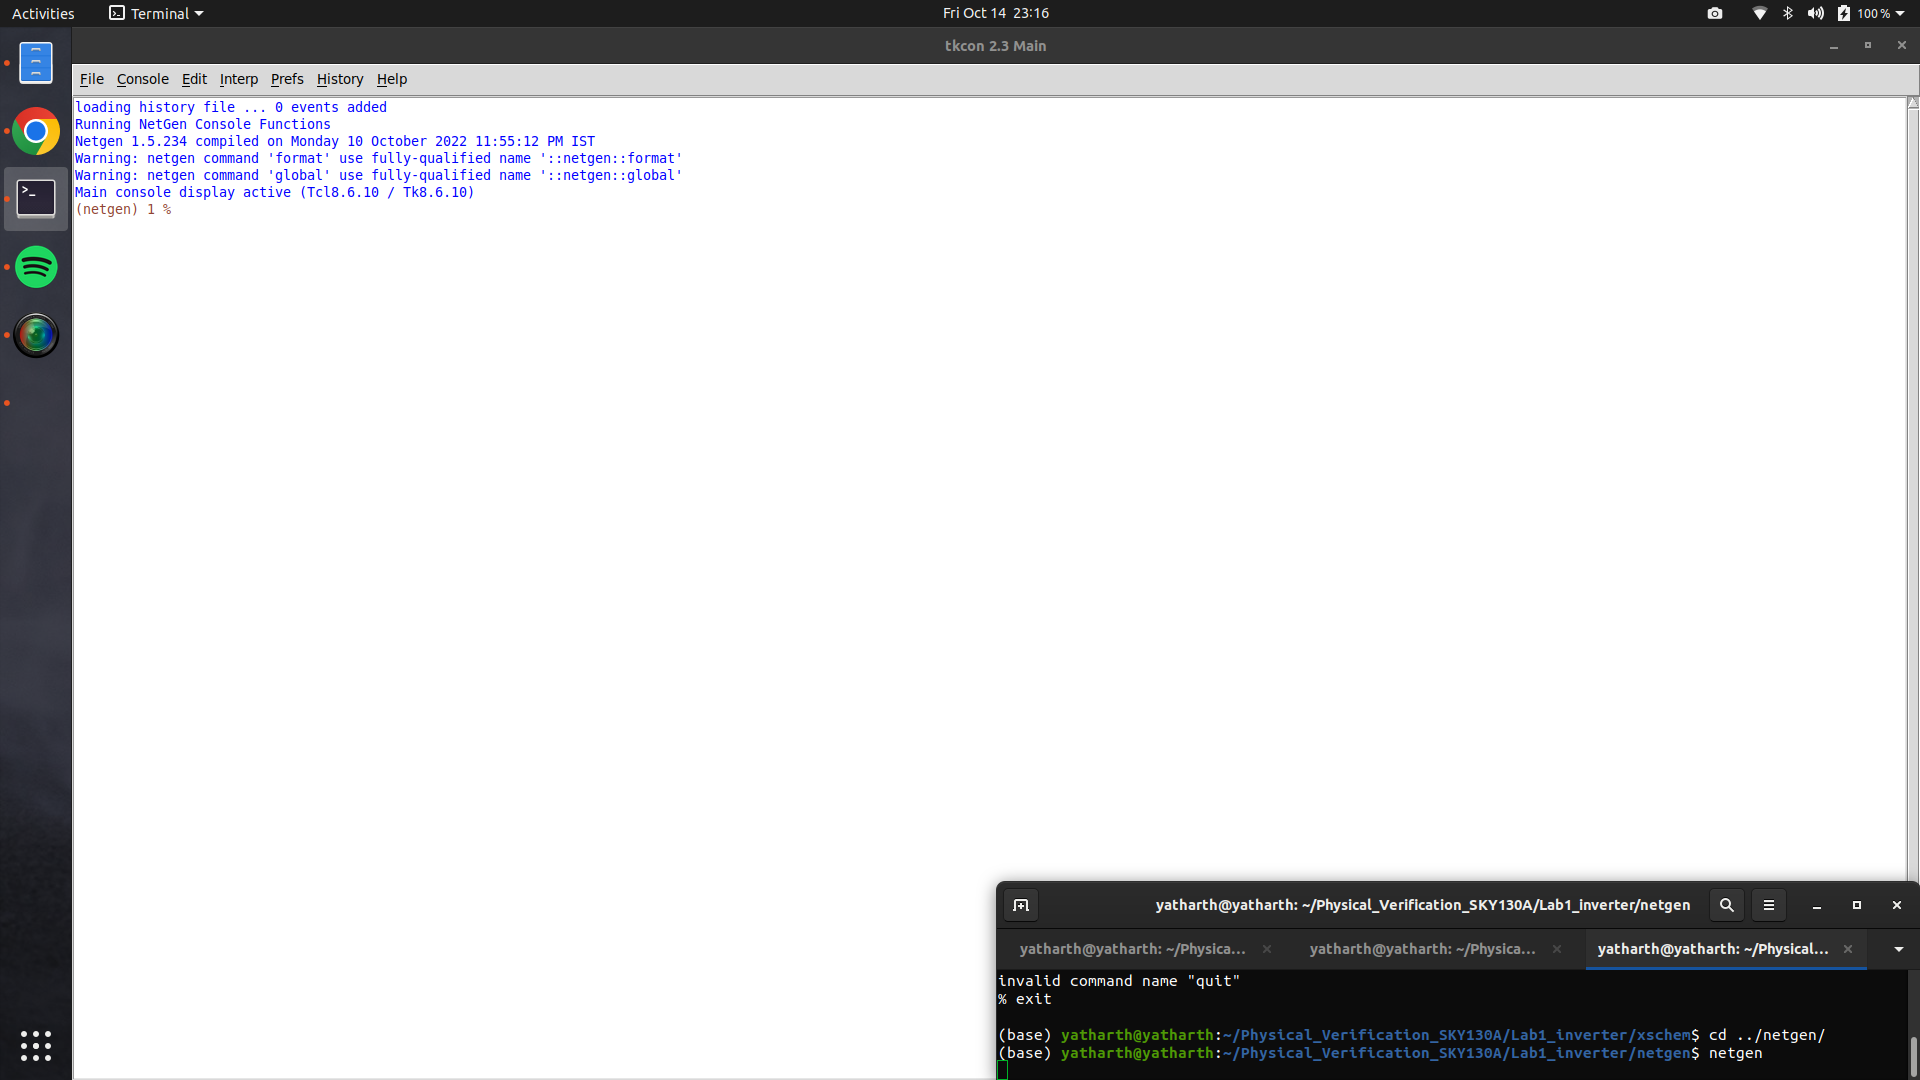 Activities
Terminal
Fri Oct 14 23:16
100 %
tkcon 2.3 Main
File Console Edit Interp Prefs History Help
loading history file ... 0 events added
Running NetGen Console Functions
Netgen 1.5.234 compiled on Monday 10 October 2022 11:55:12 PM IST
Warning: netgen command 'format' use fully-qualified name '::netgen::format'
Warning: netgen command 'global' use fully-qualified name '::netgen::global'
Main console display active (Tcl8.6.10 / Tk8.6.10)
(netgen) 1 %
yatharth@yatharth: ~/Physical_Verification_SKY130A/Lab1_inverter/netgen
yatharth@yatharth: ~/Physica...
yatharth@yatharth: ~/Physica...
yatharth@yatharth: ~/Physical...
invalid command name "quit"
% exit
(base) yatharth@yatharth:~/Physical_Verification_SKY130A/Lab1_inverter/xschem$ cd ../netgen/
(base) yatharth@yatharth:~/Physical_Verification_SKY130A/Lab1_inverter/netgen$ netgen